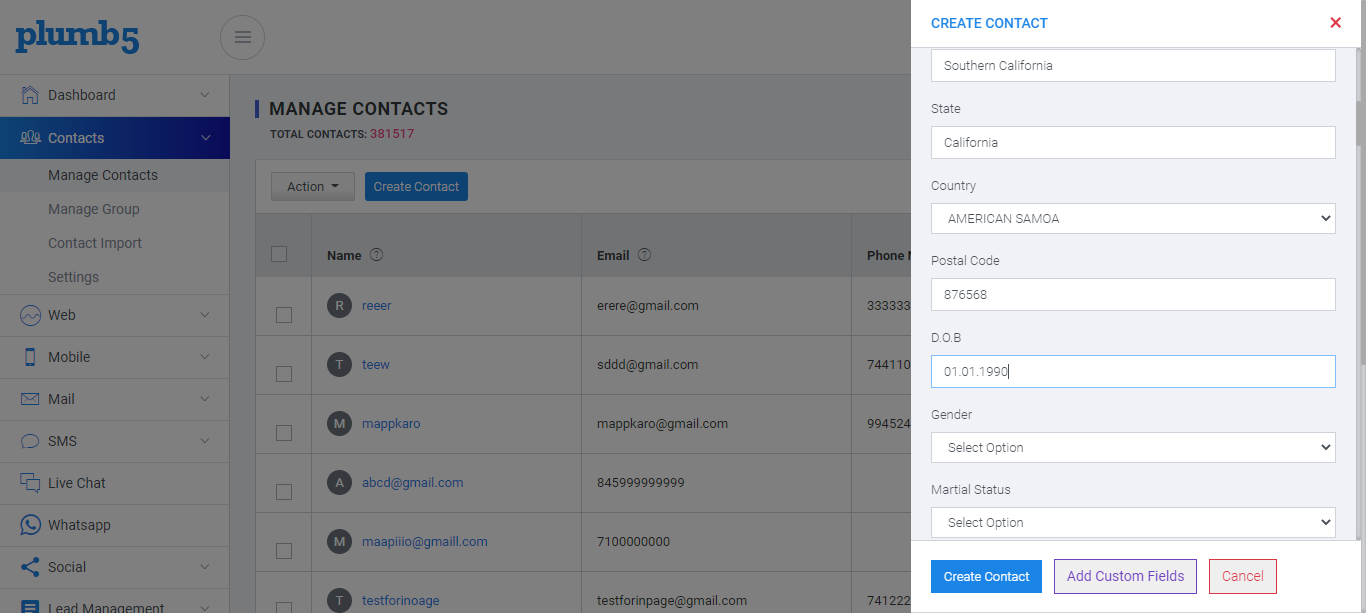 plumb5
Dashboard
Contacts
Manage Contacts
Manage Group
Contact Import
Settings
Web
Mobile
Mail
SMS
Live Chat
Whatsapp
Social
Lead Management
MANAGE CONTACTS
TOTAL CONTACTS: 381517
Action
Create Contact
Name ? Email ? Phone
R reeer erere@gmail.com 333333
T teew sddd@gmail.com 744110
M mappkaro mappkaro@gmail.com 994524
A abcd@gmail.com 845999999999
M maapiiio@gmaill.com 7100000000
T testforinoage testforinpage@gmail.com 741222
CREATE CONTACT
Southern California
State
California
Country
AMERICAN SAMOA
Postal Code
876568
D.O.B
01.01.1990
Gender
Select Option
Martial Status
Select Option
Create Contact
Add Custom Fields
Cancel